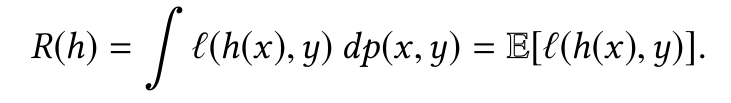 R(h) = ∫ ℓ(h(x), y) dp(x, y) = 𝔼[ℓ(h(x), y)].